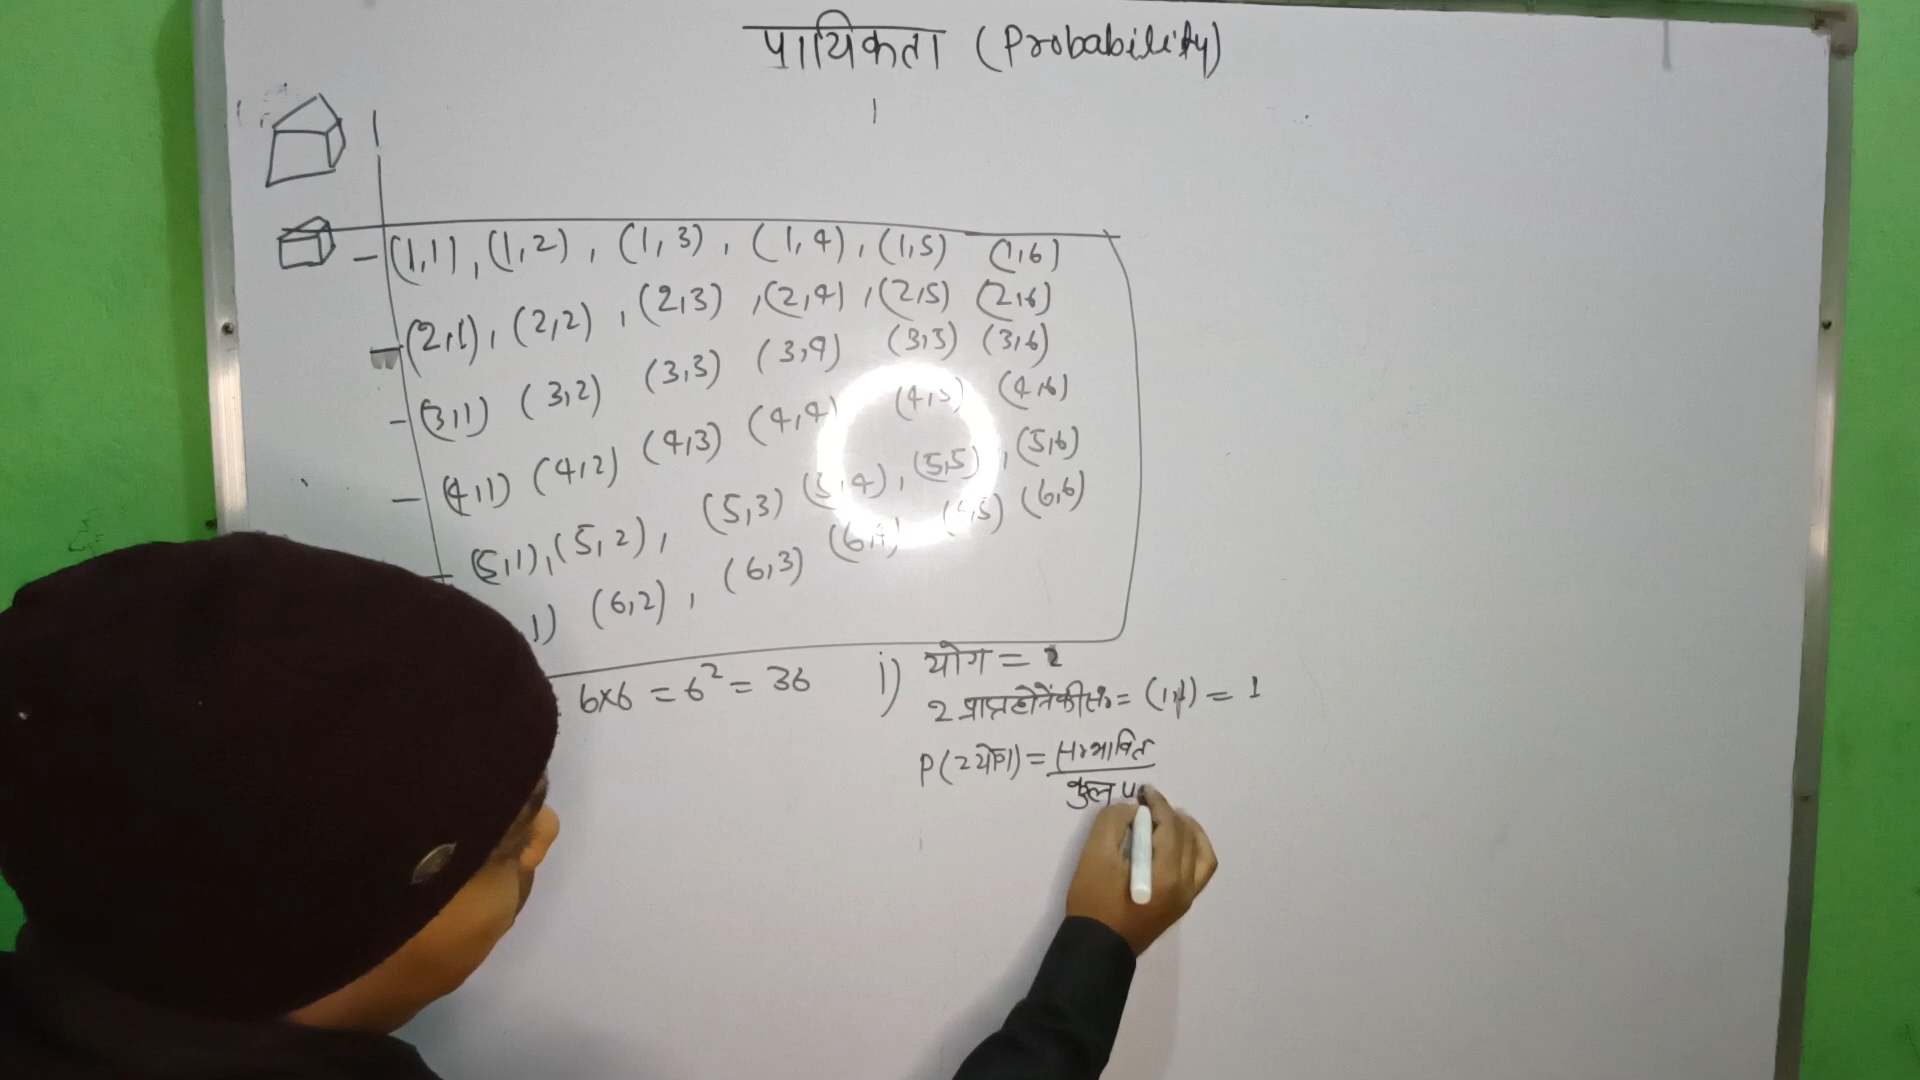 प्रायिकता (Probability)
(1,1), (1,2), (1,3), (1,4), (1,5) (1,6)
(2,1), (2,2), (2,3), (2,4), (2,5) (2,6)
(3,1) (3,2) (3,3) (3,4) (3,5) (3,6)
(4,1) (4,2) (4,3) (4,4) (4,5) (4,6)
(5,1), (5,2), (5,3) (5,4), (5,5), (5,6)
1) (6,2), (6,3) (6,4) (6,5) (6,6)
6x6 = 6² = 36
i) योग = 2
2 प्राप्त होने की सं० = (1,1) = 1
P(2 योग) = सम्भावित
कुल प